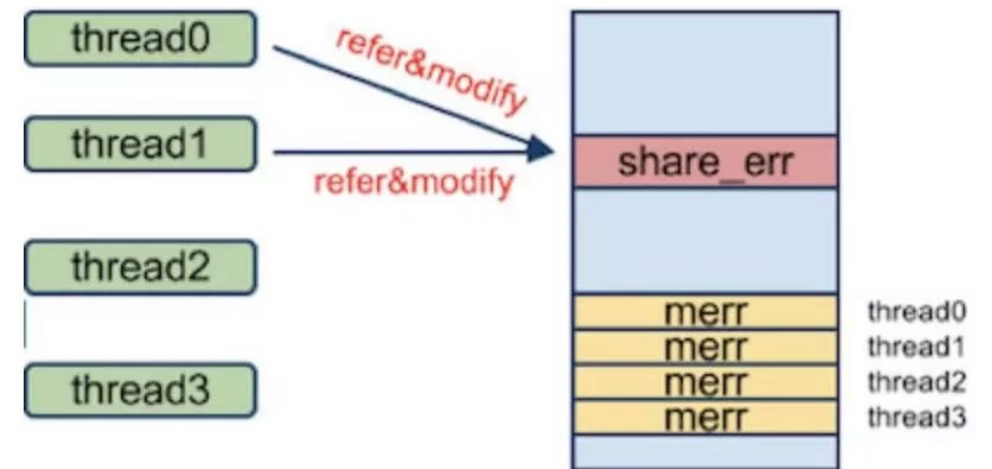 thread0
refer&modify
thread1
refer&modify
share_err
thread2
thread3
merr thread0
merr thread1
merr thread2
merr thread3